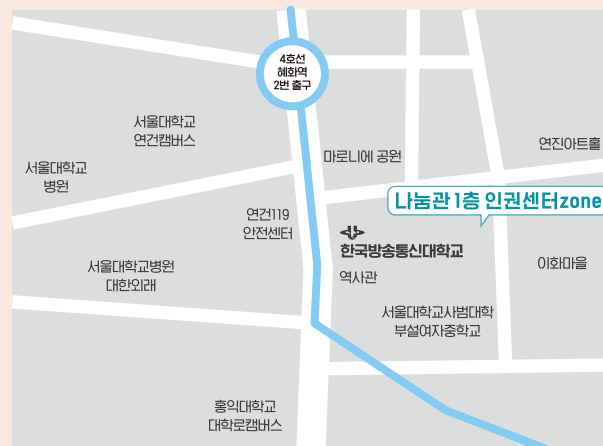 4호선
혜화역
2번 출구
서울대학교
연건캠퍼스
마로니에 공원
연진아트홀
서울대학교
병원
나눔관 1층 인권센터zone
연건119
안전센터
한국방송통신대학교
역사관
이화마을
서울대학교병원
대한외래
서울대학교사범대학
부설여자중학교
홍익대학교
대학로캠버스